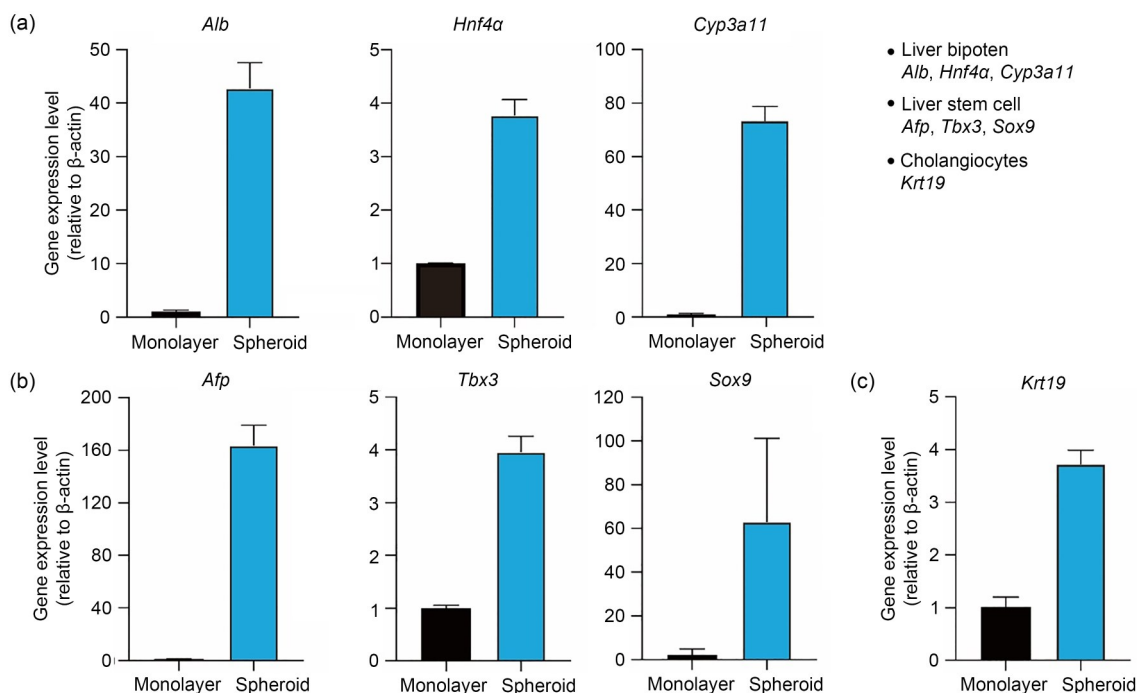 (a)
Alb
Hnf4α
Cyp3a11
Gene expression level
(relative to β-actin)
50
40
30
20
10
0
Monolayer Spheroid
5
4
3
2
1
0
Monolayer Spheroid
100
80
60
40
20
0
Monolayer Spheroid
• Liver bipoten
Alb, Hnf4α, Cyp3a11
• Liver stem cell
Afp, Tbx3, Sox9
• Cholangiocytes
Krt19
(b)
Afp
Tbx3
Sox9
Gene expression level
(relative to β-actin)
200
160
120
80
40
0
Monolayer Spheroid
5
4
3
2
1
0
Monolayer Spheroid
120
100
80
60
40
20
0
Monolayer Spheroid
(c)
Krt19
Gene expression level
(relative to β-actin)
5
4
3
2
1
0
Monolayer Spheroid